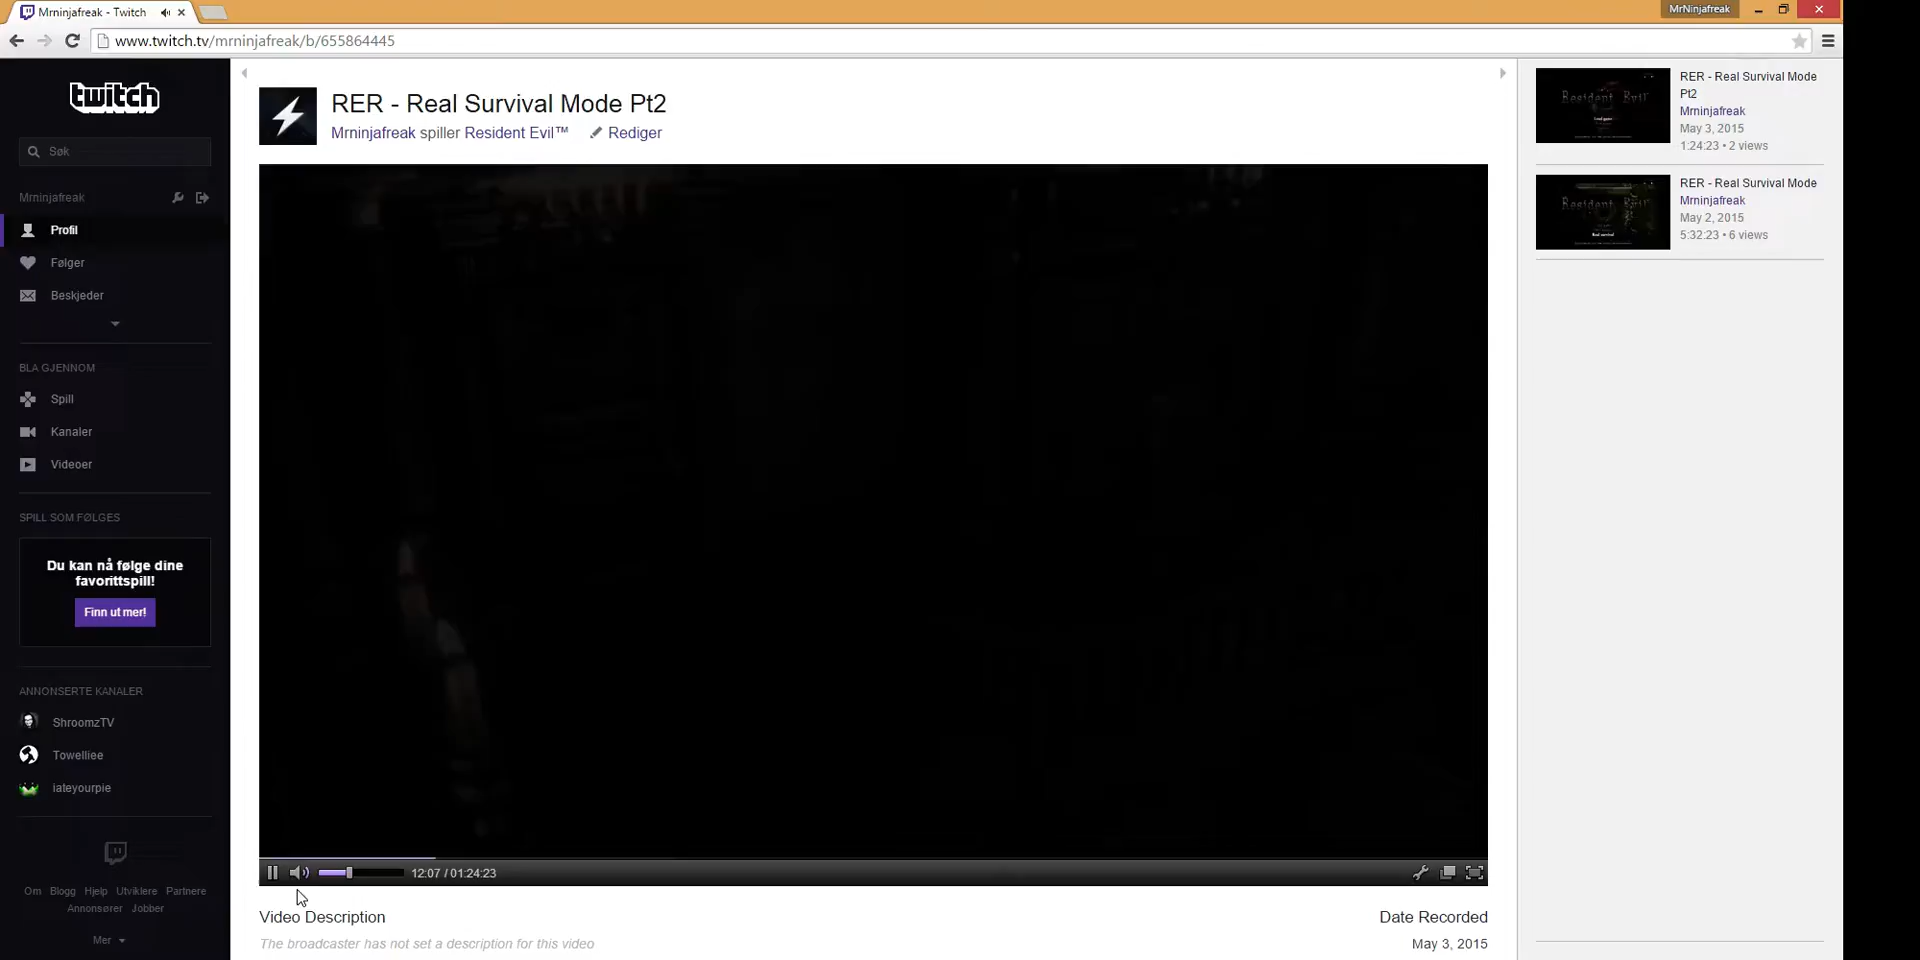 Mrninjafreak - Twitch
MrNinjafreak
www.twitch.tv/mrninjafreak/b/655864445
twitch
Søk
Mrninjafreak
Profil
Følger
Beskjeder
BLA GJENNOM
Spill
Kanaler
Videoer
SPILL SOM FØLGES
Du kan nå følge dine
favorittspill!
Finn ut mer!
ANNONSERTE KANALER
ShroomzTV
Towelliee
iateyourpie
Om Blogg Hjelp Utviklere Partnere
Annonsører Jobber
Mer
RER - Real Survival Mode Pt2
Mrninjafreak spiller Resident Evil™ Rediger
12:07 / 01:24:23
Video Description
Date Recorded
The broadcaster has not set a description for this video
May 3, 2015
Resident Evil
RER - Real Survival Mode
Pt2
Mrninjafreak
May 3, 2015
1:24:23 • 2 views
Resident Evil
RER - Real Survival Mode
Mrninjafreak
May 2, 2015
5:32:23 • 6 views